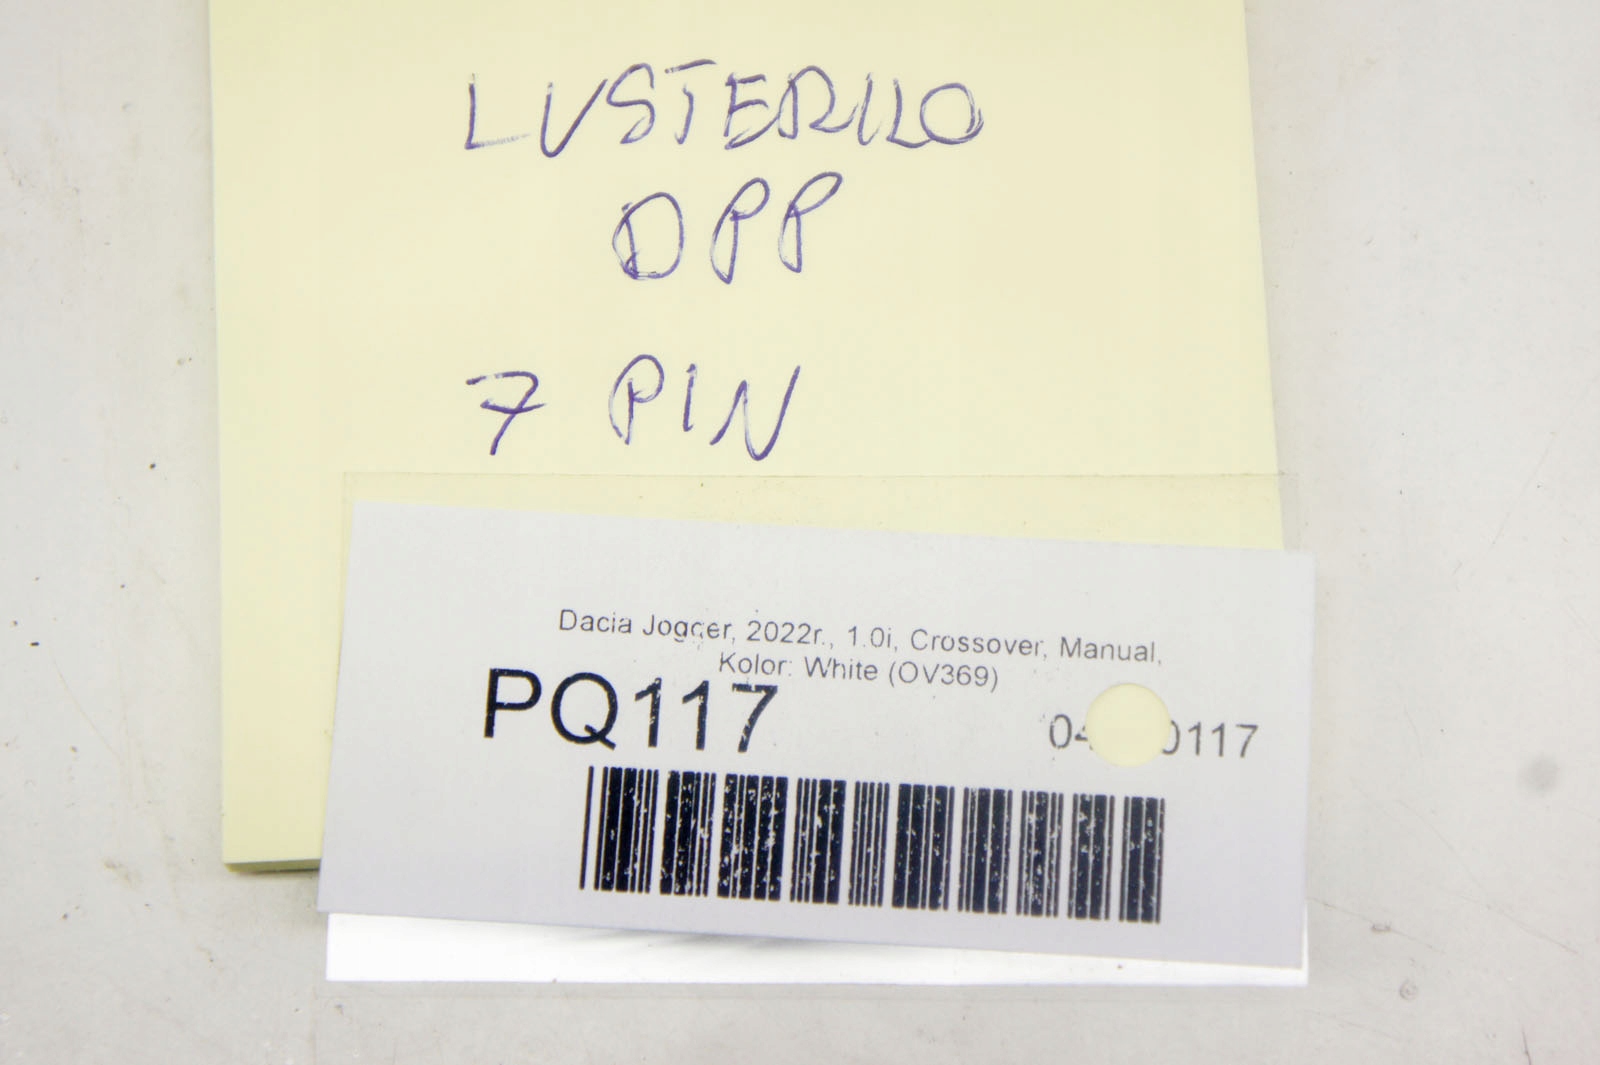 LUSTERKO
DPP
7 PIN
Dacia Jogger, 2022r., 1.0i, Crossover, Manual,
Kolor: White (OV369)
PQ117